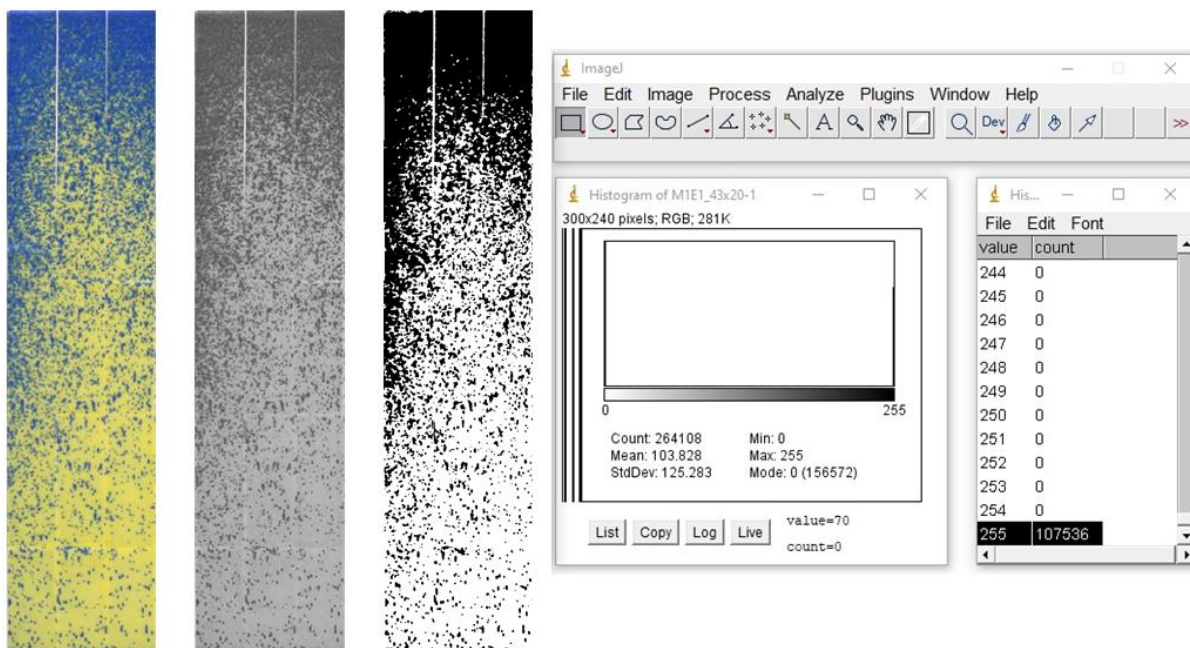 ImageJ
File Edit Image Process Analyze Plugins Window Help
A Dev >>
Histogram of M1E1_43x20-1
300x240 pixels; RGB; 281K
0 255
Count: 264108 Min: 0
Mean: 103.828 Max: 255
StdDev: 125.283 Mode: 0 (156572)
List Copy Log Live value=70
count=0
His...
File Edit Font
value count
244 0
245 0
246 0
247 0
248 0
249 0
250 0
251 0
252 0
253 0
254 0
255 107536